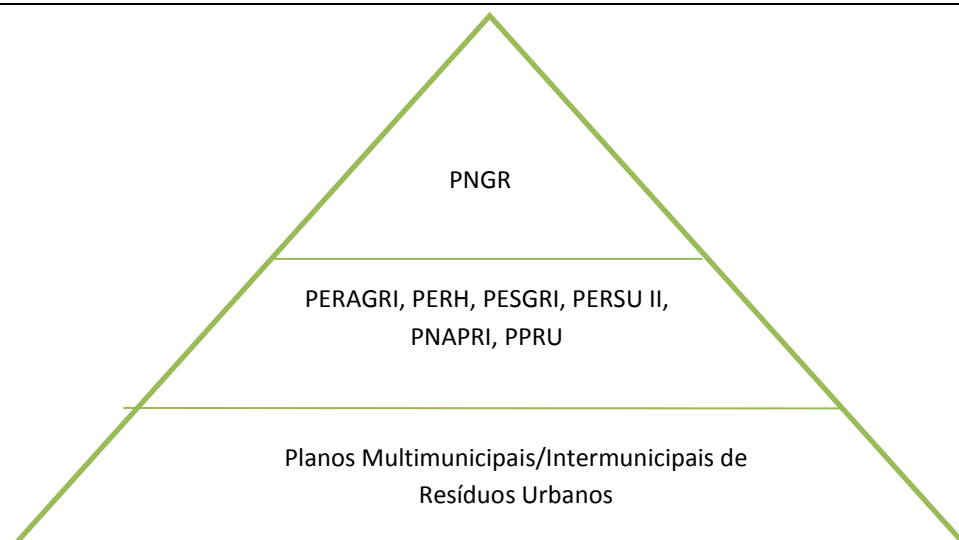 PNGR
PERAGRI, PERH, PESGRI, PERSU II,
PNAPRI, PPRU
Planos Multimunicipais/Intermunicipais de
Resíduos Urbanos